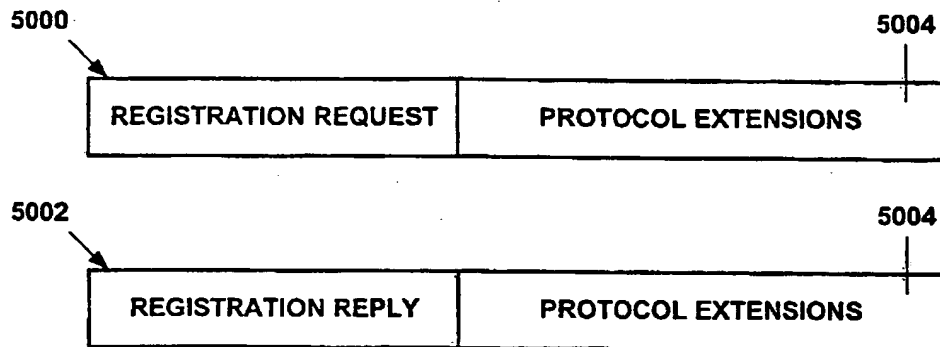 5000 5004
REGISTRATION REQUEST PROTOCOL EXTENSIONS
5002 5004
REGISTRATION REPLY PROTOCOL EXTENSIONS